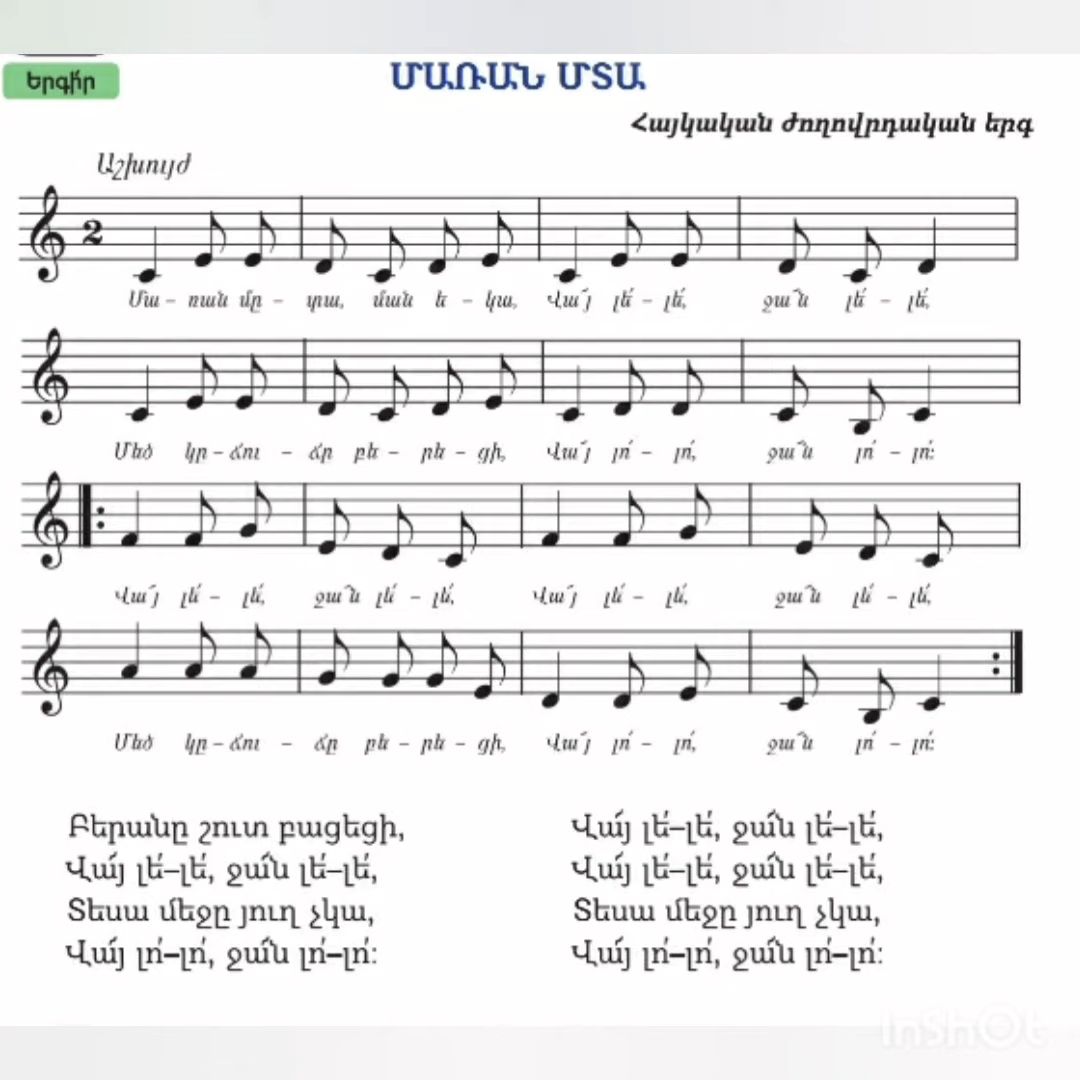 Երգի՛ր
ՄԱՌԱՆ ՄՏԱ
Հայկական ժողովրդական երգ
Աշխույժ
2
Մա – ռան մը – տա, ման ե – կա, Վա՜յ լե՛ – լե՛, ջա՜ն լե՛ – լե՛,
Մեծ կը – ճու – ճը բե – րե – ցի, Վա՜յ լո՛ – լո՛, ջա՜ն լո՛ – լո՛:
Վա՜յ լե՛ – լե՛, ջա՜ն լե՛ – լե՛, Վա՜յ լե՛ – լե՛, ջա՜ն լե՛ – լե՛,
Մեծ կը – ճու – ճը բե – րե – ցի, Վա՜յ լո՛ – լո՛, ջա՜ն լո՛ – լո՛:
Բերանը շուտ բացեցի,
Վա՜յ լե՛–լե՛, ջա՜ն լե՛–լե՛,
Տեսա մեջը յուղ չկա,
Վա՜յ լո՛–լո՛, ջա՜ն լո՛–լո՛:
Վա՜յ լե՛–լե՛, ջա՜ն լե՛–լե՛,
Վա՜յ լե՛–լե՛, ջա՜ն լե՛–լե՛,
Տեսա մեջը յուղ չկա,
Վա՜յ լո՛–լո՛, ջա՜ն լո՛–լո՛:
InShOt